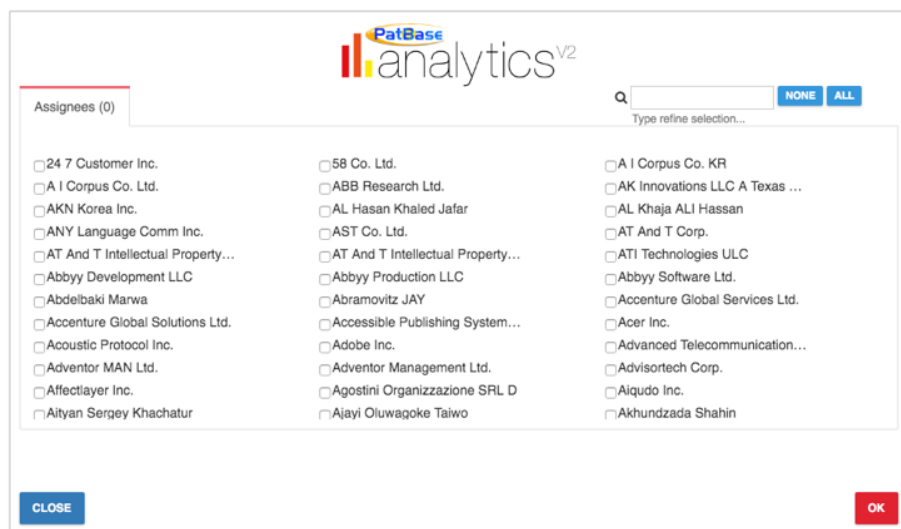 PatBase
analytics V2
Assignees (0)
NONE ALL
Type refine selection...
24 7 Customer Inc. 58 Co. Ltd. A I Corpus Co. KR
A I Corpus Co. Ltd. ABB Research Ltd. AK Innovations LLC A Texas ...
AKN Korea Inc. AL Hasan Khaled Jafar AL Khaja ALI Hassan
ANY Language Comm Inc. AST Co. Ltd. AT And T Corp.
AT And T Intellectual Property... AT And T Intellectual Property... ATI Technologies ULC
Abbyy Development LLC Abbyy Production LLC Abbyy Software Ltd.
Abdelbaki Marwa Abramovitz JAY Accenture Global Services Ltd.
Accenture Global Solutions Ltd. Accessible Publishing System... Acer Inc.
Acoustic Protocol Inc. Adobe Inc. Advanced Telecommunication...
Adventor MAN Ltd. Adventor Management Ltd. Advisortech Corp.
Affectlayer Inc. Agostini Organizzazione SRL D Aiqudo Inc.
Aityan Sergey Khachatur Ajayi Oluwagoke Taiwo Akhundzada Shahin
CLOSE OK